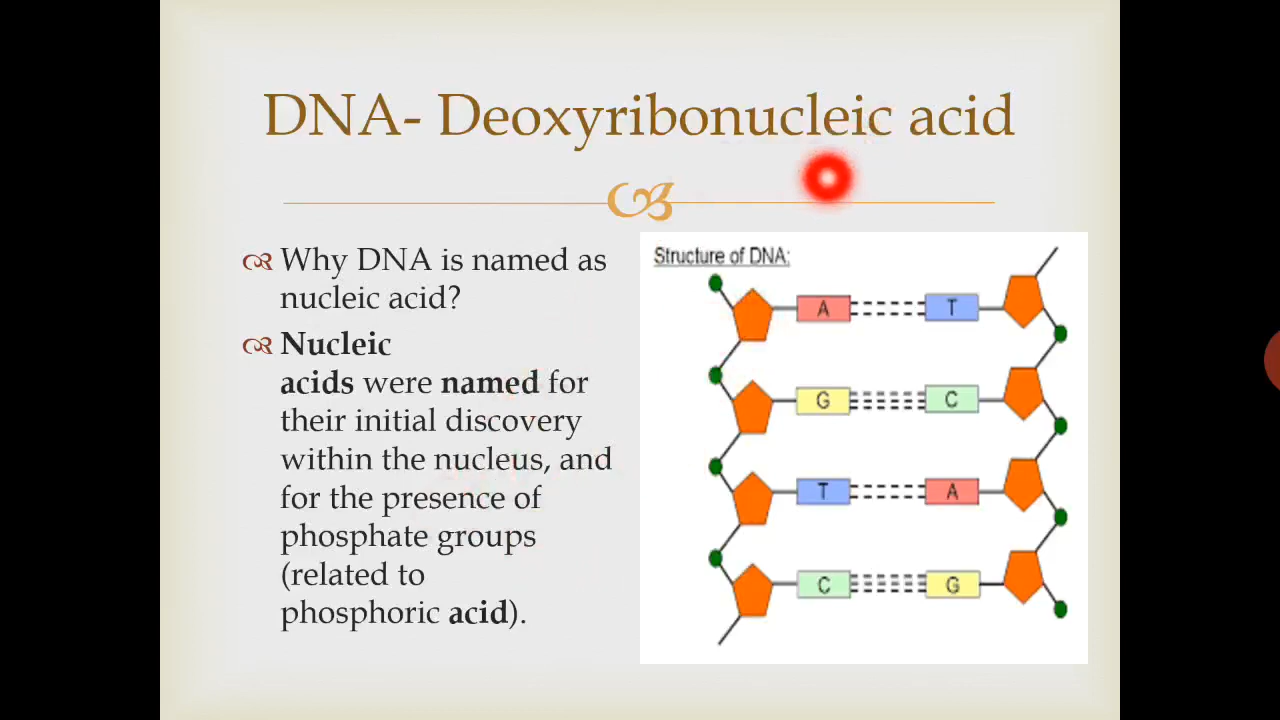 DNA- Deoxyribonucleic acid
Why DNA is named as
nucleic acid?
Nucleic
acids were named for
their initial discovery
within the nucleus, and
for the presence of
phosphate groups
(related to
phosphoric acid).
Structure of DNA:
A T
G C
T A
C G